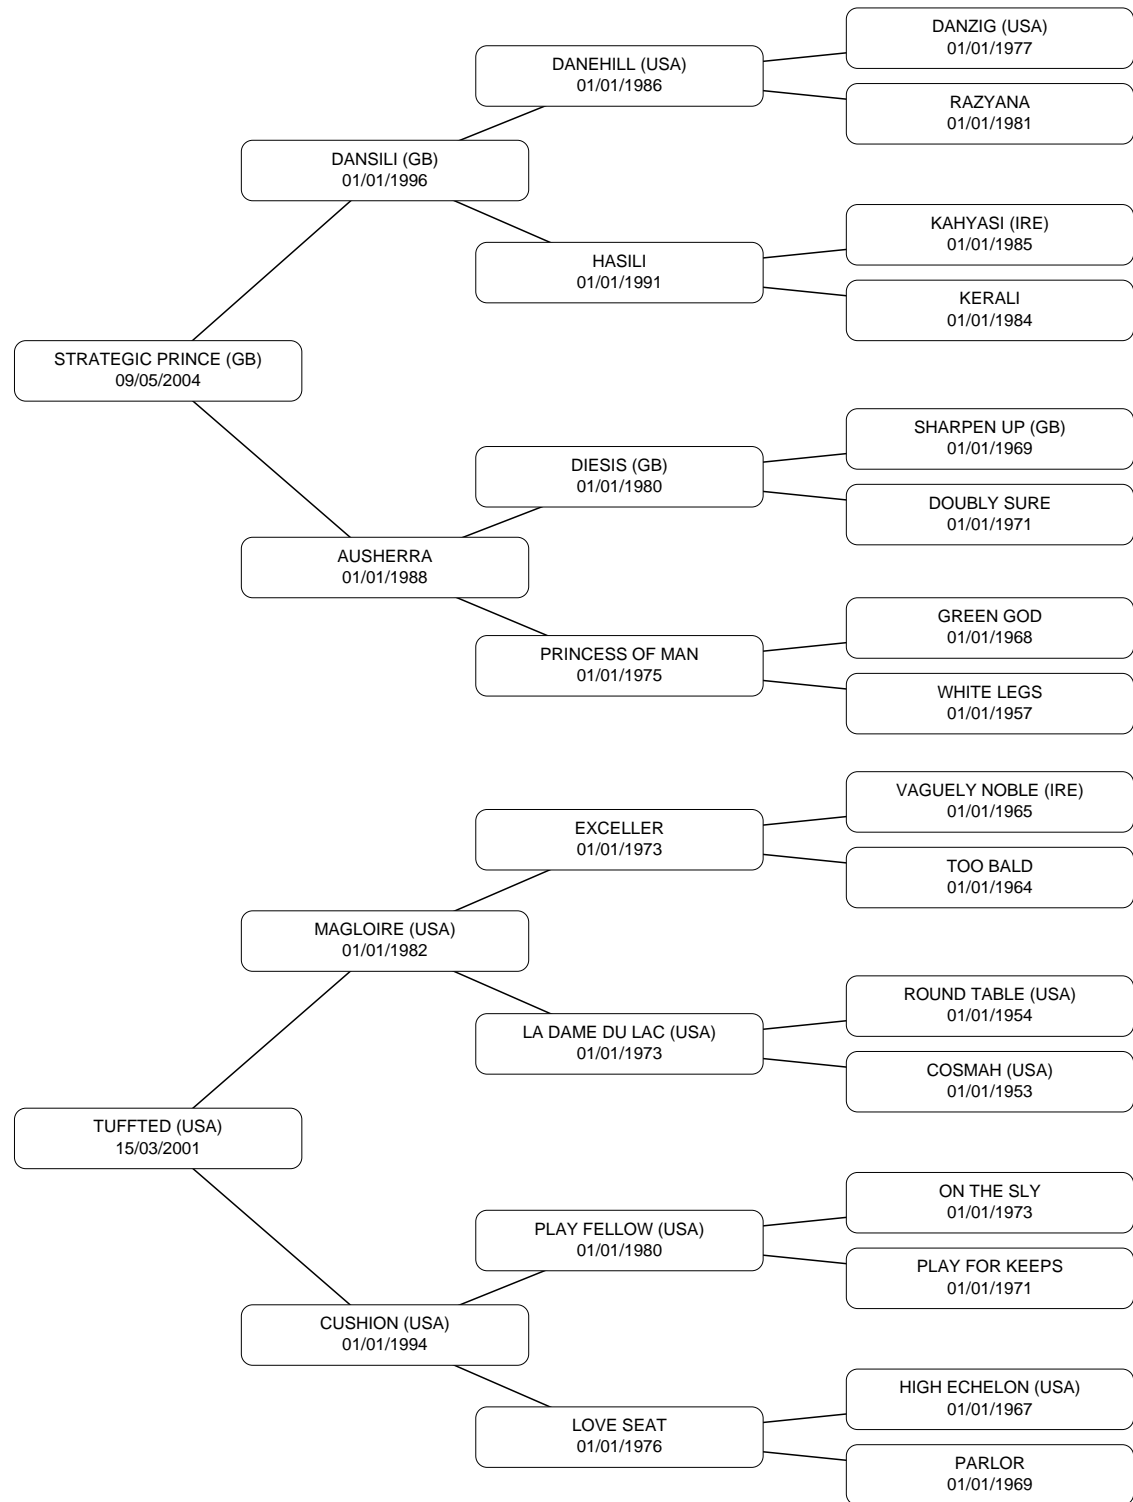 DANZIG (USA)
01/01/1977
DANEHILL (USA)
01/01/1986
RAZYANA
01/01/1981
DANSILI (GB)
01/01/1996
KAHYASI (IRE)
01/01/1985
HASILI
01/01/1991
KERALI
01/01/1984
STRATEGIC PRINCE (GB)
09/05/2004
SHARPEN UP (GB)
01/01/1969
DIESIS (GB)
01/01/1980
DOUBLY SURE
01/01/1971
AUSHERRA
01/01/1988
GREEN GOD
01/01/1968
PRINCESS OF MAN
01/01/1975
WHITE LEGS
01/01/1957
VAGUELY NOBLE (IRE)
01/01/1965
EXCELLER
01/01/1973
TOO BALD
01/01/1964
MAGLOIRE (USA)
01/01/1982
ROUND TABLE (USA)
01/01/1954
LA DAME DU LAC (USA)
01/01/1973
COSMAH (USA)
01/01/1953
TUFFTED (USA)
15/03/2001
ON THE SLY
01/01/1973
PLAY FELLOW (USA)
01/01/1980
PLAY FOR KEEPS
01/01/1971
CUSHION (USA)
01/01/1994
HIGH ECHELON (USA)
01/01/1967
LOVE SEAT
01/01/1976
PARLOR
01/01/1969